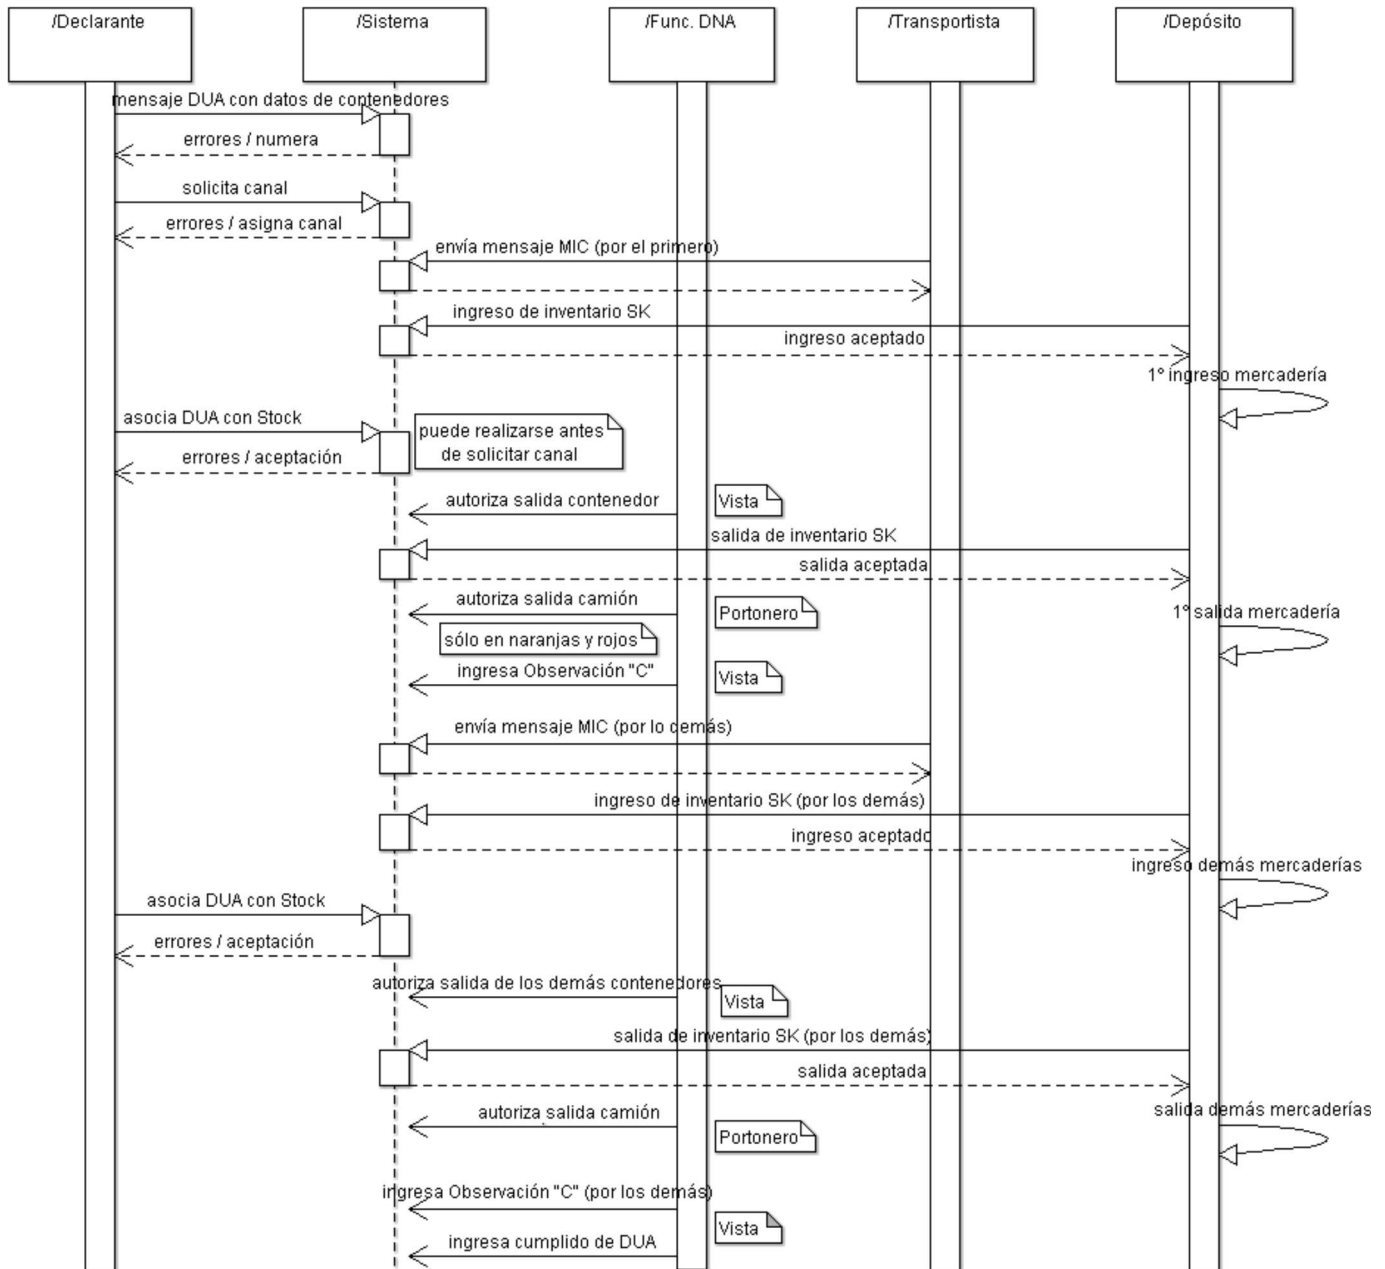 /Declarante
/Sistema
/Func. DNA
/Transportista
/Depósito
mensaje DUA con datos de contenedores
errores / numera
solicita canal
errores / asigna canal
envía mensaje MIC (por el primero)
ingreso de inventario SK
ingreso aceptado
1º ingreso mercadería
asocia DUA con Stock
puede realizarse antes
de solicitar canal
errores / aceptación
autoriza salida contenedor
Vista
salida de inventario SK
salida aceptada
autoriza salida camión
Portonero
1º salida mercadería
sólo en naranjas y rojos
ingresa Observación "C"
Vista
envía mensaje MIC (por lo demás)
ingreso de inventario SK (por los demás)
ingreso aceptado
ingreso demás mercaderías
asocia DUA con Stock
errores / aceptación
autoriza salida de los demás contenedores
Vista
salida de inventario SK (por los demás)
salida aceptada
autoriza salida camión
salida demás mercaderías
Portonero
ingresa Observación "C" (por los demás)
Vista
ingresa cumplido de DUA